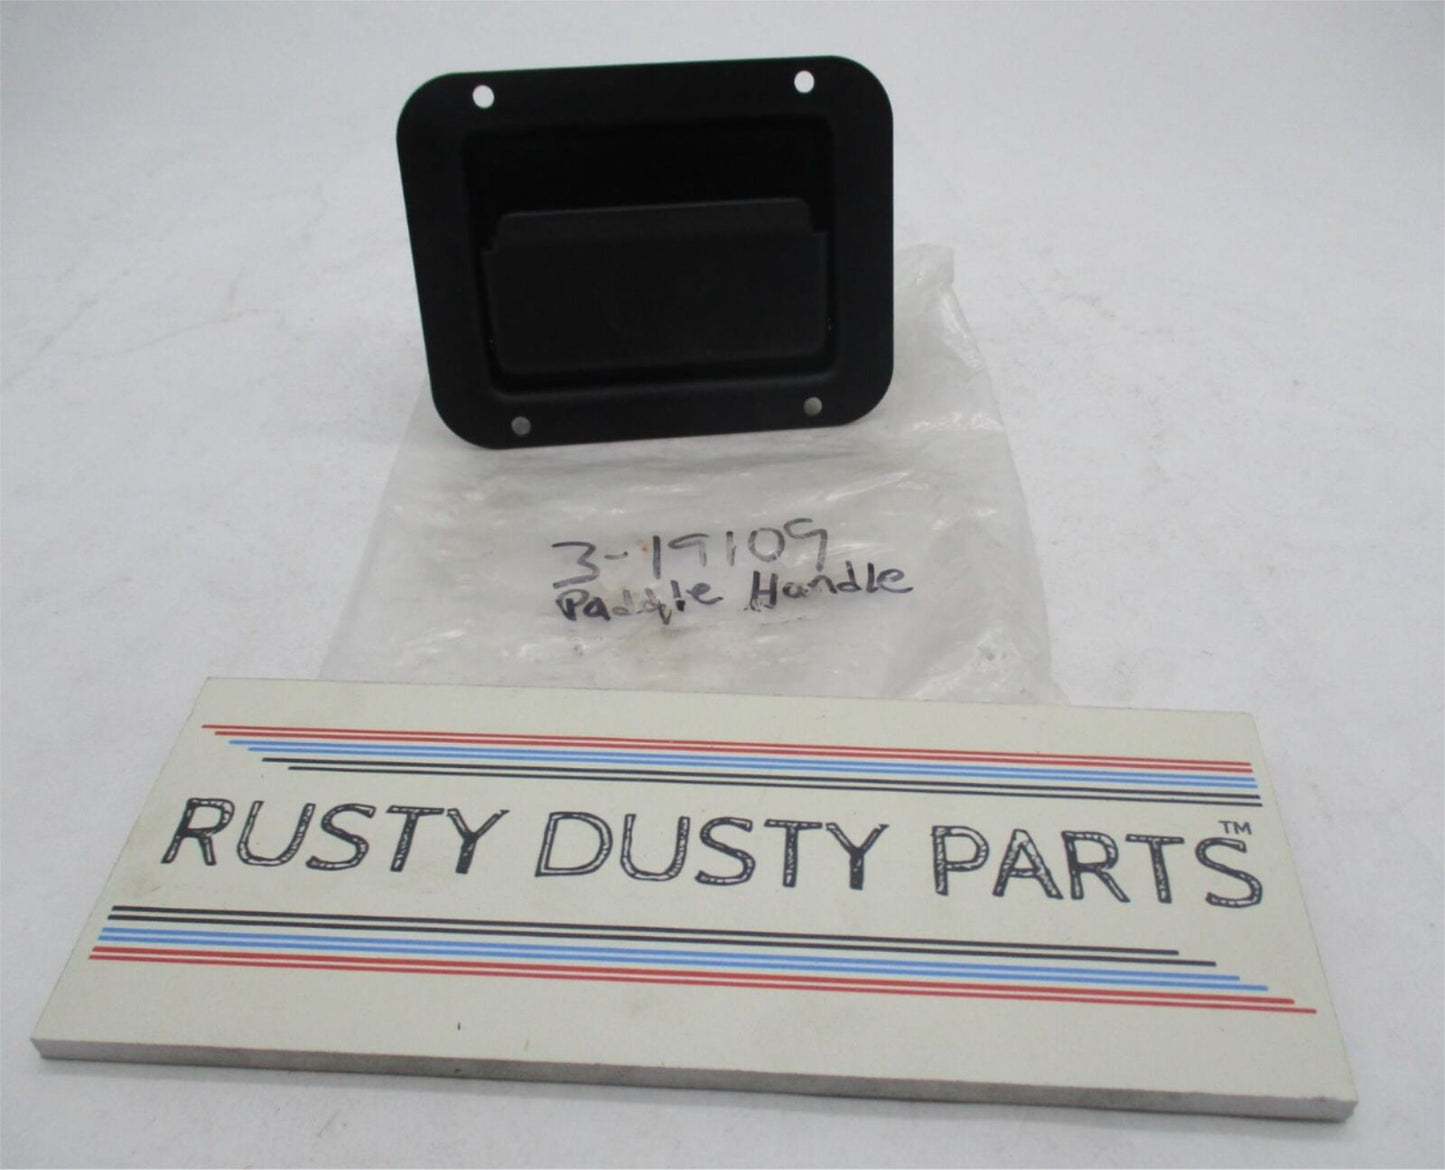 3-19109
Paddle Handle
RUSTY DUSTY PARTS™